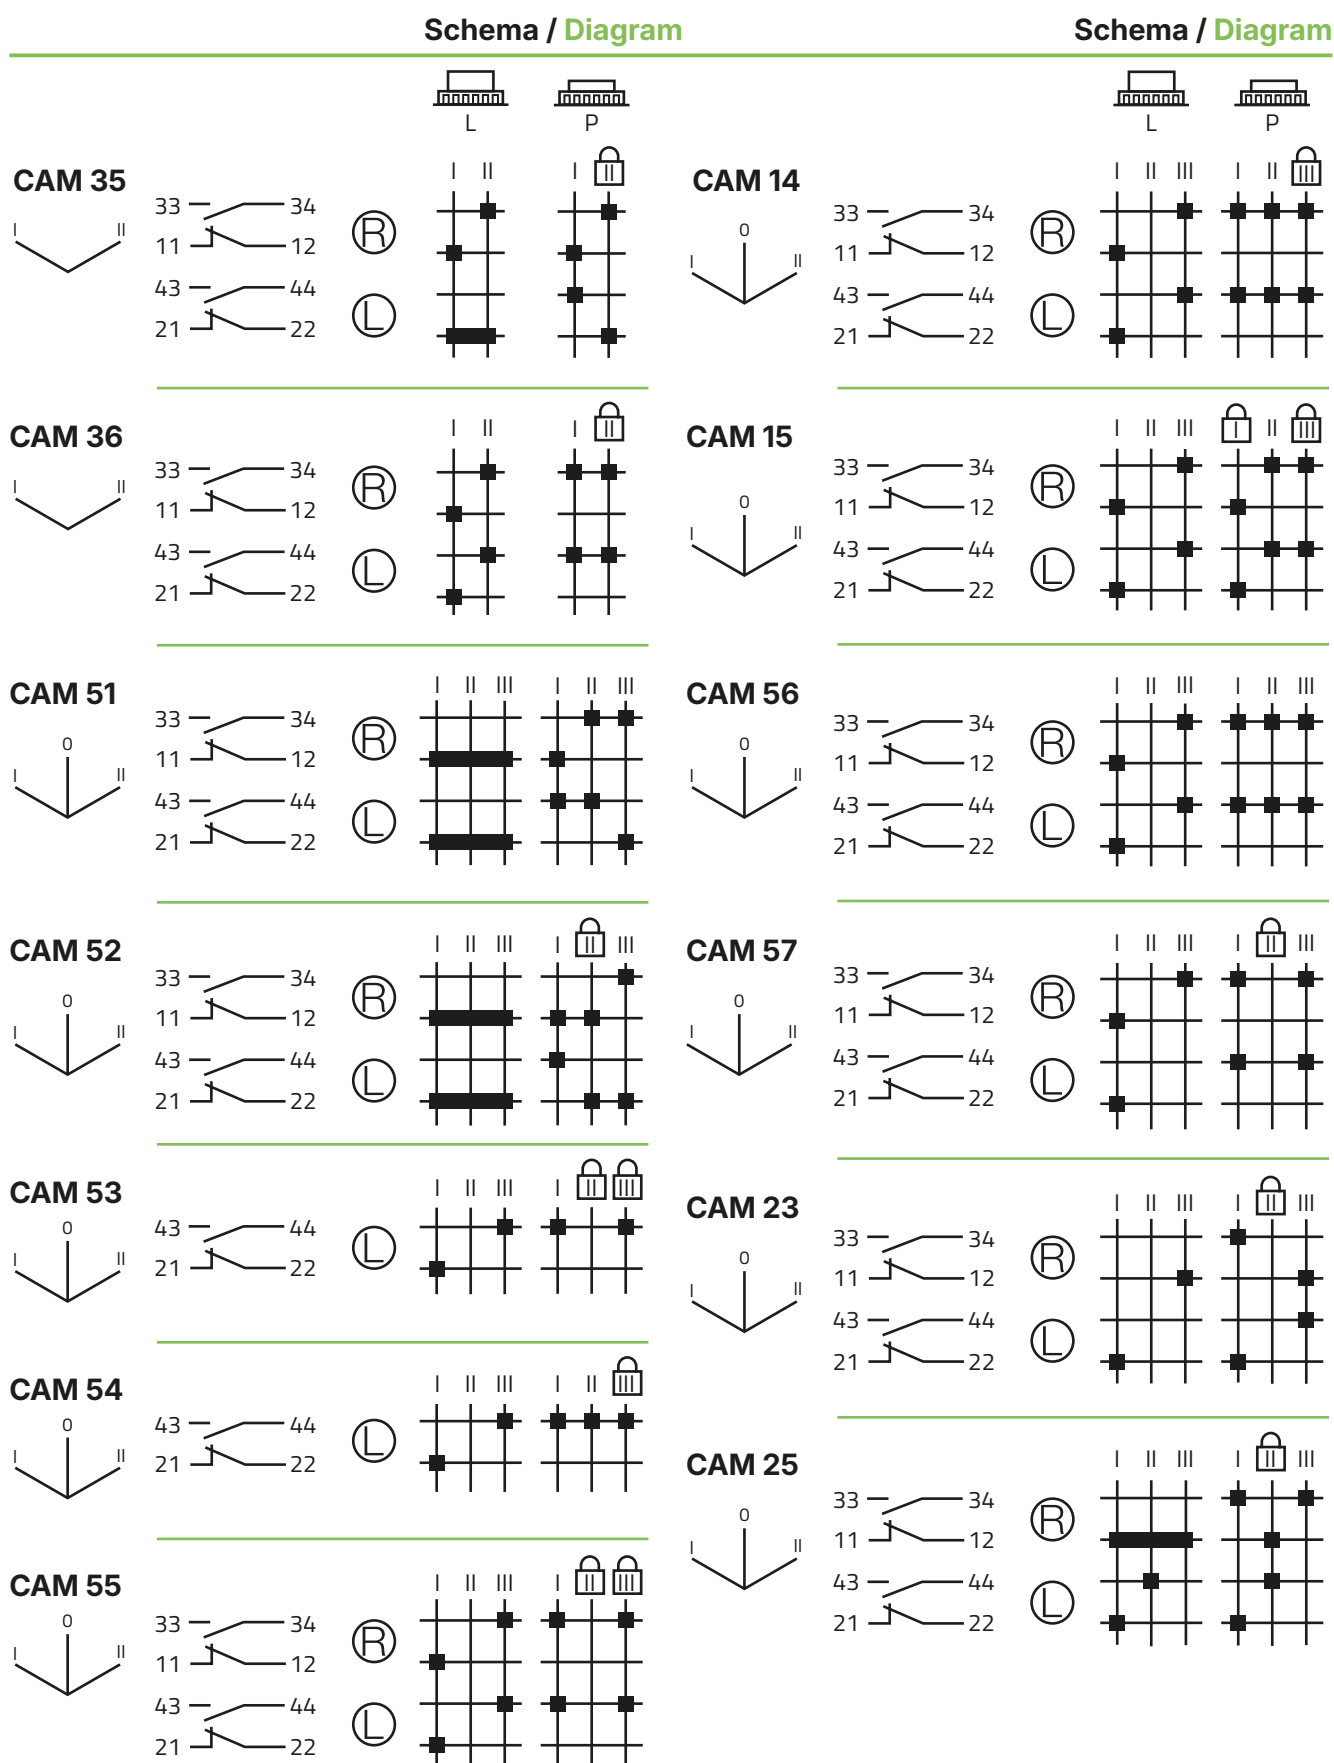 Schema / Diagram
L P
CAM 35
I II
I II I II
33 34
11 12
R
43 44
21 22
L
CAM 36
I II
I II I II
33 34
11 12
R
43 44
21 22
L
CAM 51
I 0 II
I II III I II III
33 34
11 12
R
43 44
21 22
L
CAM 52
I 0 II
I II III I II III
33 34
11 12
R
43 44
21 22
L
CAM 53
I 0 II
I II III I II III
43 44
21 22
L
CAM 54
I 0 II
I II III I II III
43 44
21 22
L
CAM 55
I 0 II
I II III I II III
33 34
11 12
R
43 44
21 22
L
Schema / Diagram
L P
CAM 14
I 0 II
I II III I II III
33 34
11 12
R
43 44
21 22
L
CAM 15
I 0 II
I II III I II III
33 34
11 12
R
43 44
21 22
L
CAM 56
I 0 II
I II III I II III
33 34
11 12
R
43 44
21 22
L
CAM 57
I 0 II
I II III I II III
33 34
11 12
R
43 44
21 22
L
CAM 23
I 0 II
I II III I II III
33 34
11 12
R
43 44
21 22
L
CAM 25
I 0 II
I II III I II III
33 34
11 12
R
43 44
21 22
L